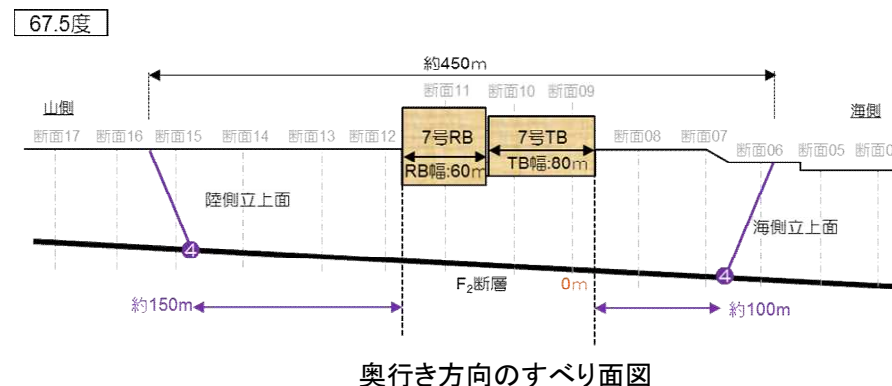 67.5度
約450m
断面11 断面10 断面09
山側 海側
断面17 断面16 断面15 断面14 断面13 断面12 7号RB 7号TB 断面08 断面07 断面06 断面05
RB幅:60m TB幅:80m
陸側立上面 海側立上面
④ ④
F₂断層 0m
約150m 約100m
奥行き方向のすべり面図